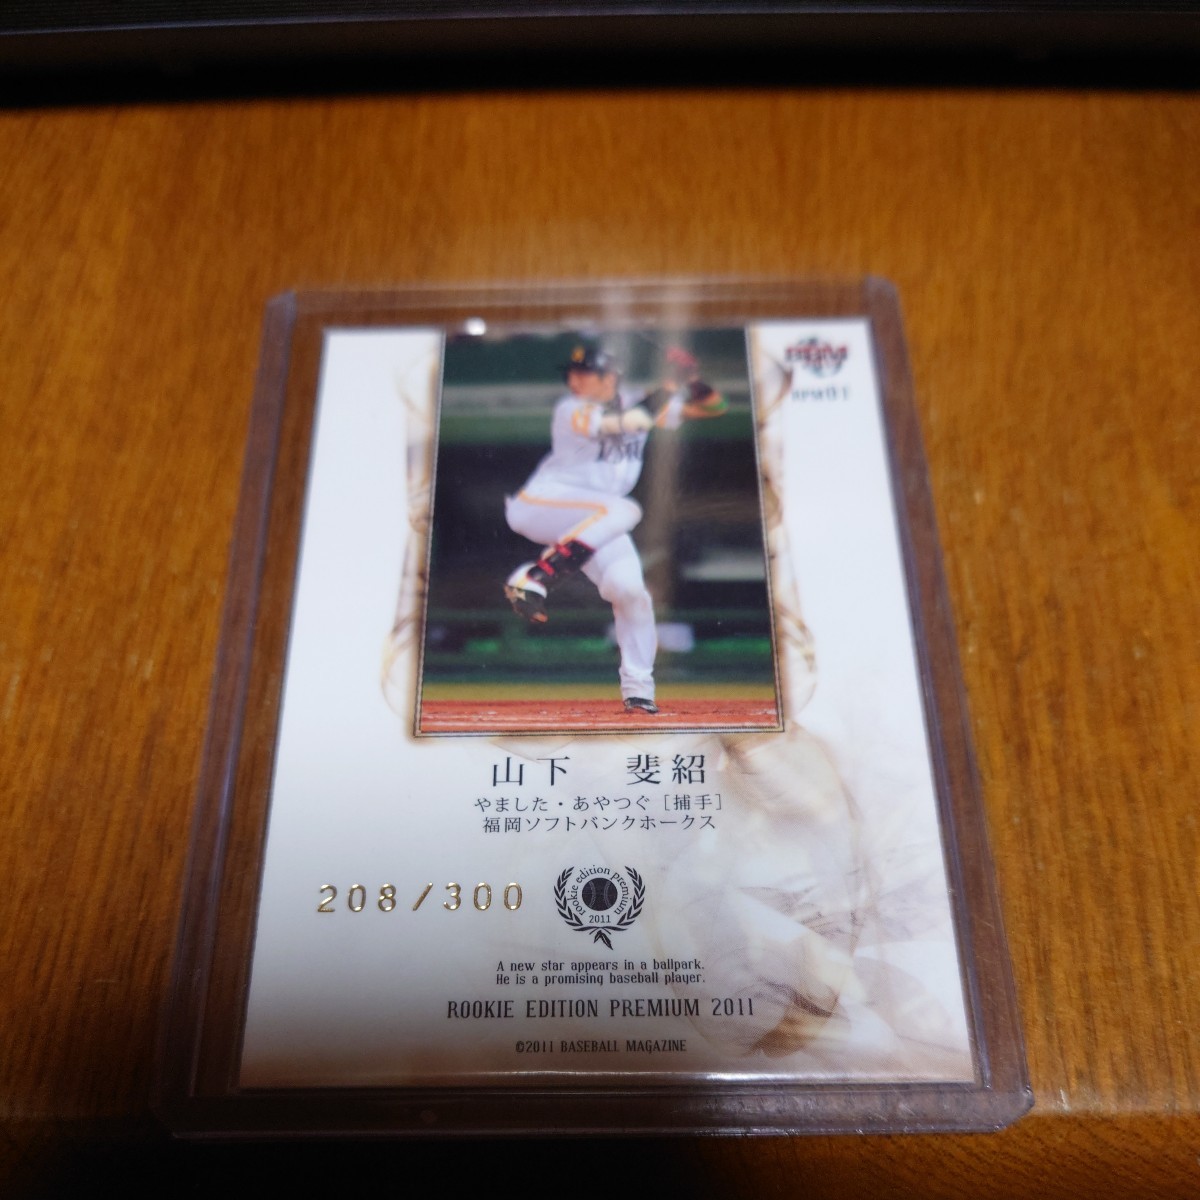 BBM
山下 斐紹
やました・あやつぐ [捕手]
福岡ソフトバンクホークス
208/300
rookie edition premium
2011
A new star appears in a ballpark.
He is a promising baseball player.
ROOKIE EDITION PREMIUM 2011
©2011 BASEBALL MAGAZINE